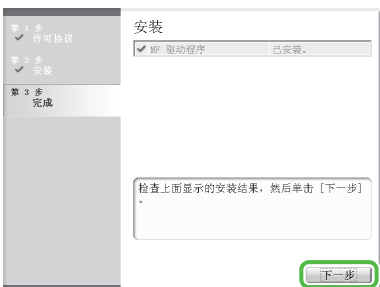 第 1 步
许可协议
第 2 步
安装
第 3 步
完成
安装
MF 驱动程序 已安装。
检查上面显示的安装结果，然后单击 [下一步]
。
下一步